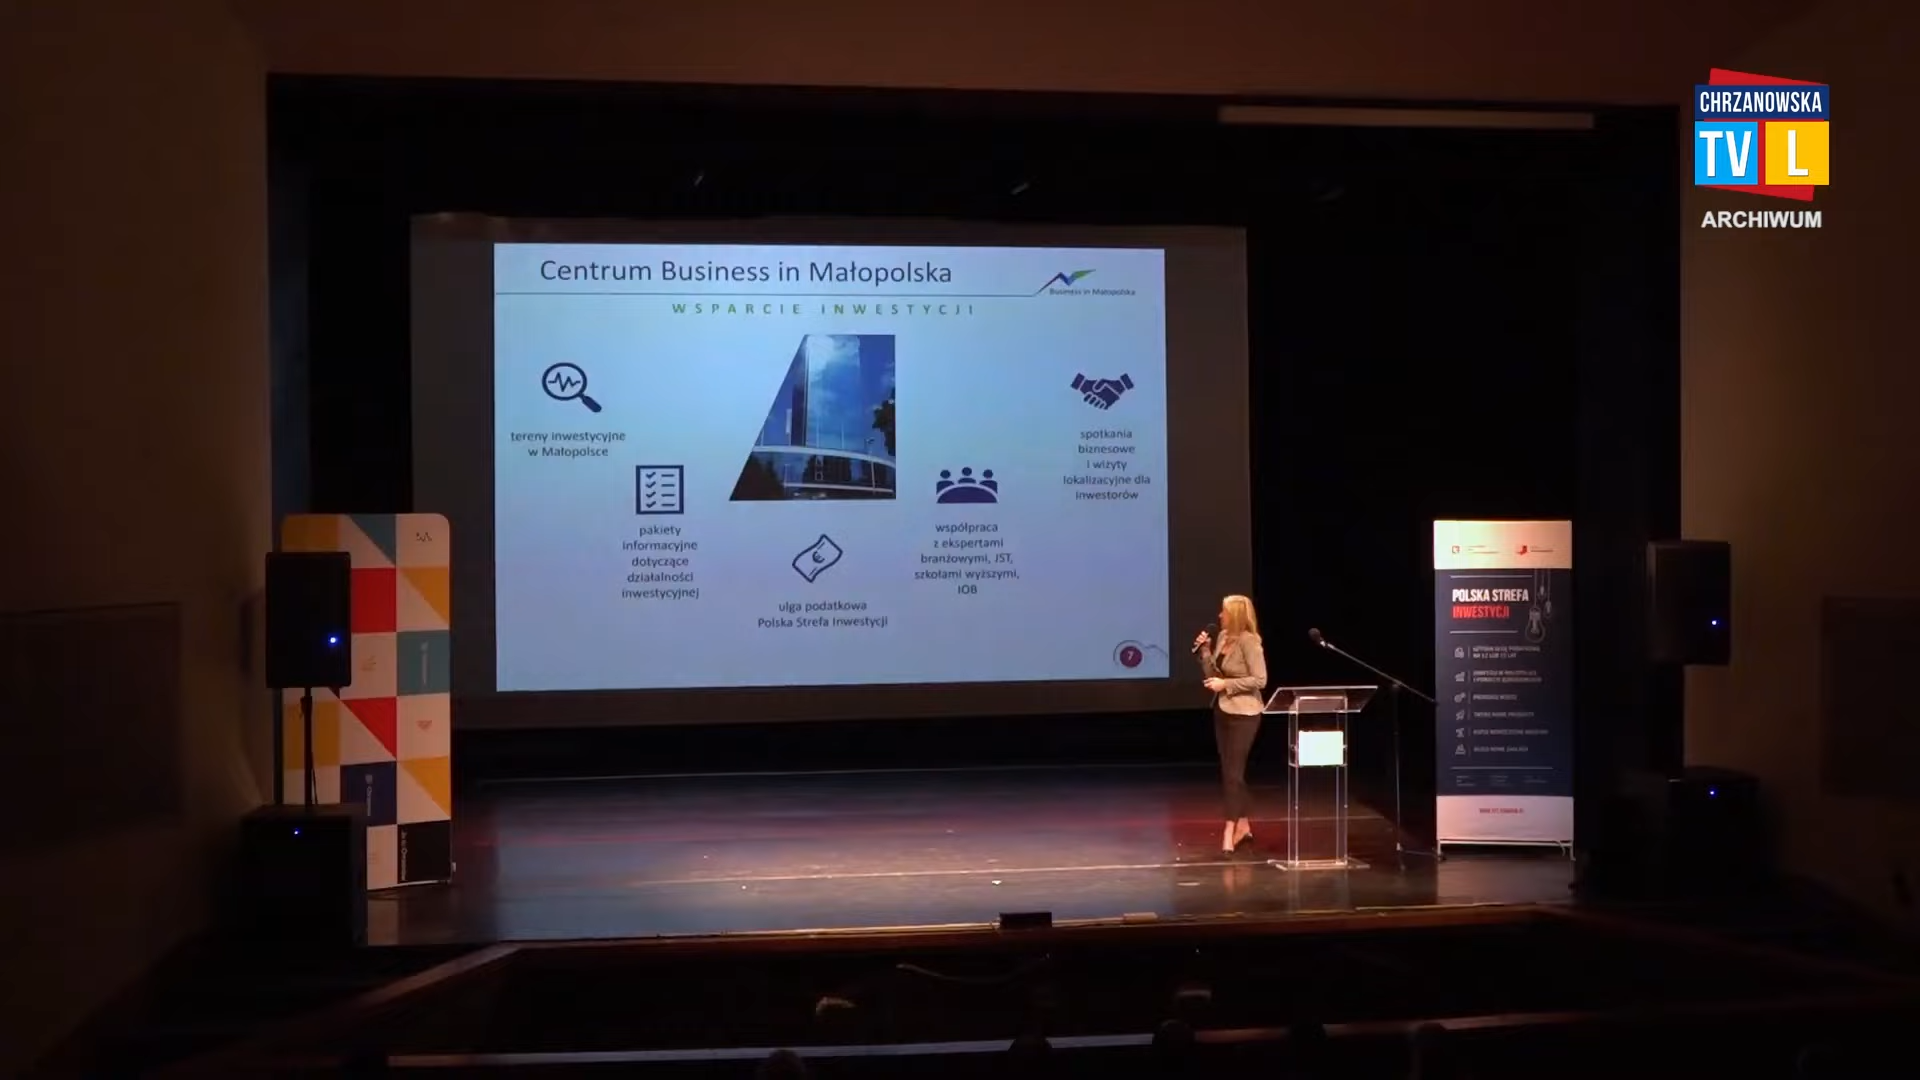 CHRZANOWSKA
TV L
ARCHIWUM
Centrum Business in Małopolska
Business in Małopolska
WSPARCIE INWESTYCJI
tereny inwestycyjne
w Małopolsce
pakiety
informacyjne
dotyczące
działalności
inwestycyjnej
ulga podatkowa
Polska Strefa Inwestycji
współpraca
z ekspertami
branżowymi, JST,
szkołami wyższymi,
IOB
spotkania
biznesowe
i wizyty
lokalizacyjne dla
inwestorów
7
POLSKA STREFA
INWESTYCJI